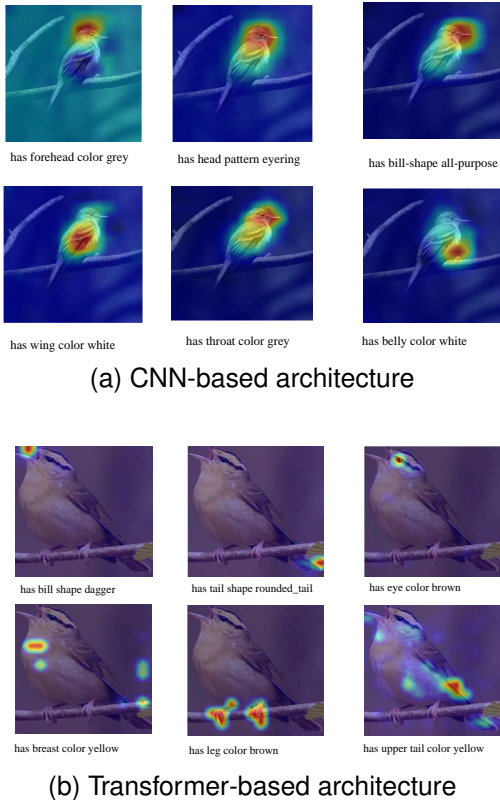 has forehead color grey
has head pattern eyering
has bill-shape all-purpose
has wing color white
has throat color grey
has belly color white
(a) CNN-based architecture
has bill shape dagger
has tail shape rounded_tail
has eye color brown
has breast color yellow
has leg color brown
has upper tail color yellow
(b) Transformer-based architecture